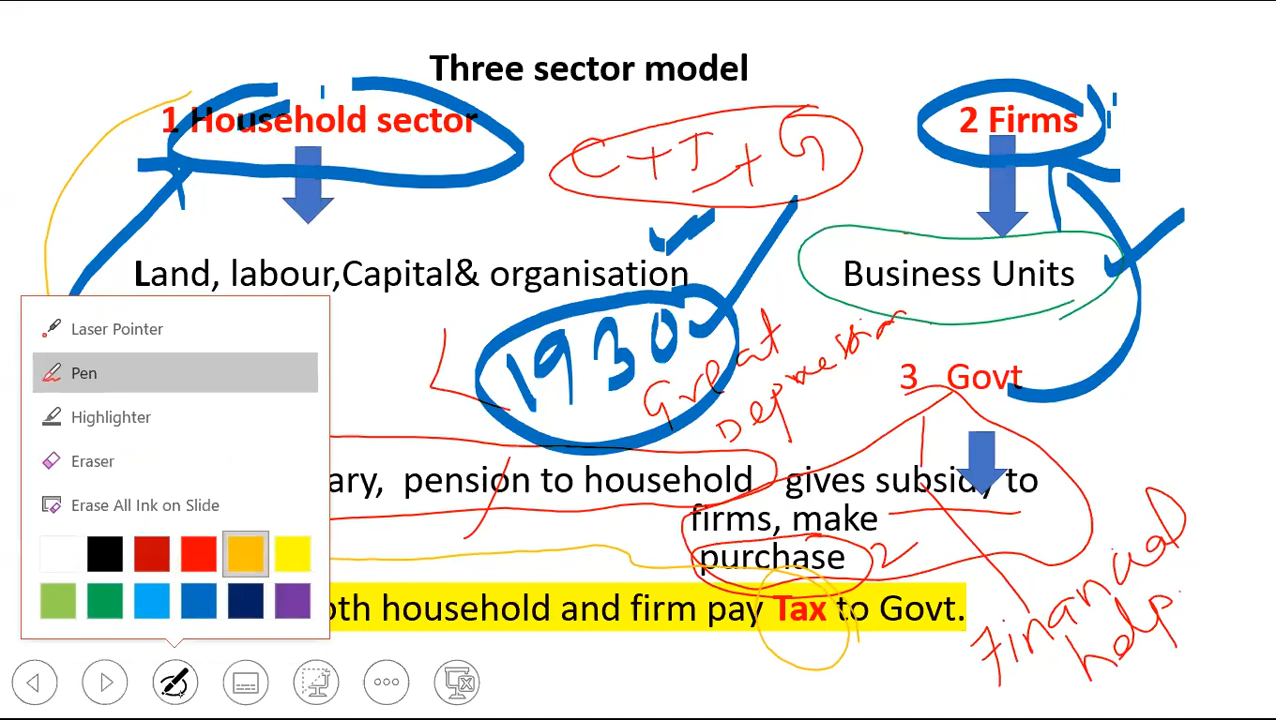 Three sector model
1 Household sector
2 Firms
C + I + G
Land, labour,Capital& organisation
Business Units
1930
Great
Depression
3 Govt
Laser Pointer
Pen
Highlighter
Eraser
Erase All Ink on Slide
ary, pension to household gives subsidy to
firms, make
purchase 2
oth household and firm pay Tax to Govt.
Financial
help